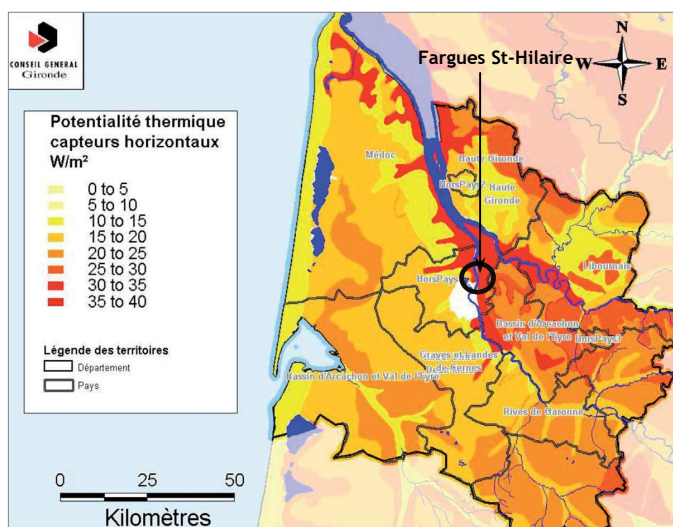 CONSEIL GENERAL
Gironde
Fargues St-Hilaire
N
W
E
S
Potentialité thermique
capteurs horizontaux
W/m²
0 to 5
5 to 10
10 to 15
15 to 20
20 to 25
25 to 30
30 to 35
35 to 40
Légende des territoires
Département
Pays
0 25 50
Kilomètres
Médoc
Haute Gironde
HorsPays2
Haute
Gironde
Libournais
HorsPays
Bassin d'Arcachon
et Val de l'Eyre
HorsPays3
Graves et Landes
de Cernes
Bassin d'Arcachon et Val de l'Eyre
Rives de Garonne